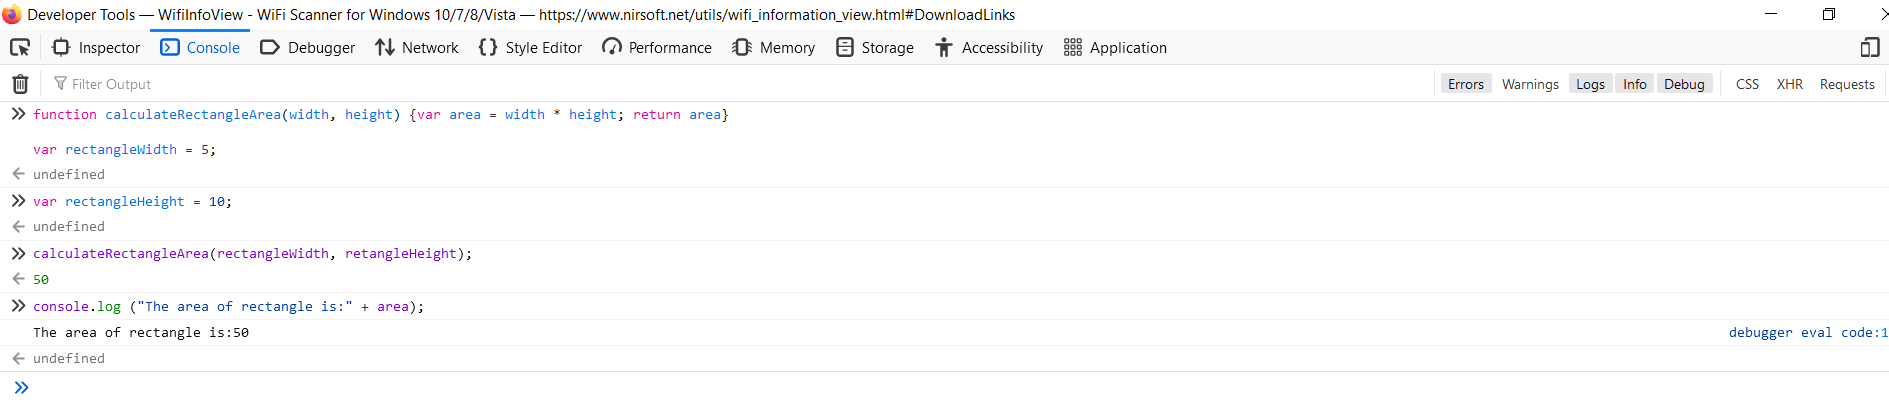 Developer Tools — WifiInfoView - WiFi Scanner for Windows 10/7/8/Vista — https://www.nirsoft.net/utils/wifi_information_view.html#DownloadLinks
Inspector Console Debugger Network Style Editor Performance Memory Storage Accessibility Application
Filter Output Errors Warnings Logs Info Debug CSS XHR Requests
function calculateRectangleArea(width, height) {var area = width * height; return area}
var rectangleWidth = 5;
undefined
var rectangleHeight = 10;
undefined
calculateRectangleArea(rectangleWidth, retangleHeight);
50
console.log ("The area of rectangle is:" + area);
The area of rectangle is:50 debugger eval code:1
undefined